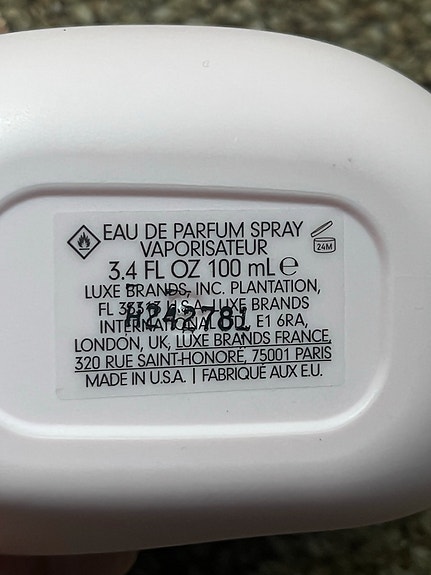 EAU DE PARFUM SPRAY
VAPORISATEUR
24M
3.4 FL OZ 100 mL ℮
LUXE BRANDS, INC. PLANTATION,
FL U.S.A. LUXE BRANDS
H242781
INTERNATIONAL E1 6RA,
LONDON, UK, LUXE BRANDS FRANCE,
320 RUE SAINT-HONORÉ, 75001 PARIS
MADE IN U.S.A. | FABRIQUÉ AUX É.U.